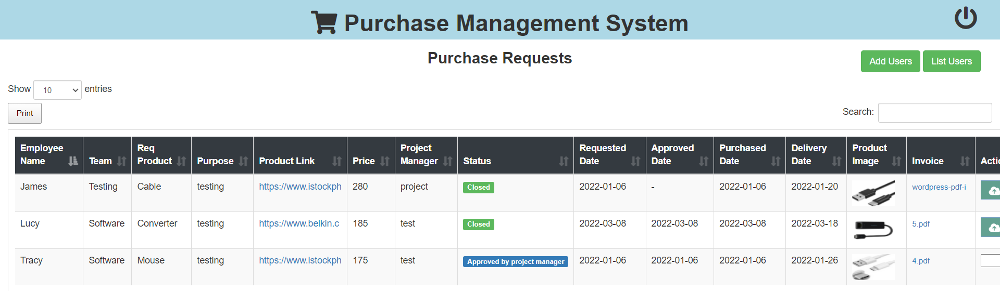 Purchase Management System
Purchase Requests
Add Users List Users
Show 10 entries
Print
Search:
Employee Name Team Req Product Purpose Product Link Price Project Manager Status Requested Date Approved Date Purchased Date Delivery Date Product Image Invoice Actic
James Testing Cable testing https://www.istockph 280 project Closed 2022-01-06 - 2022-01-06 2022-01-20 wordpress-pdf-i
Lucy Software Converter testing https://www.belkin.c 185 test Closed 2022-03-08 2022-03-08 2022-03-08 2022-03-18 5.pdf
Tracy Software Mouse testing https://www.istockph 175 test Approved by project manager 2022-01-06 2022-01-06 2022-01-06 2022-01-26 4.pdf